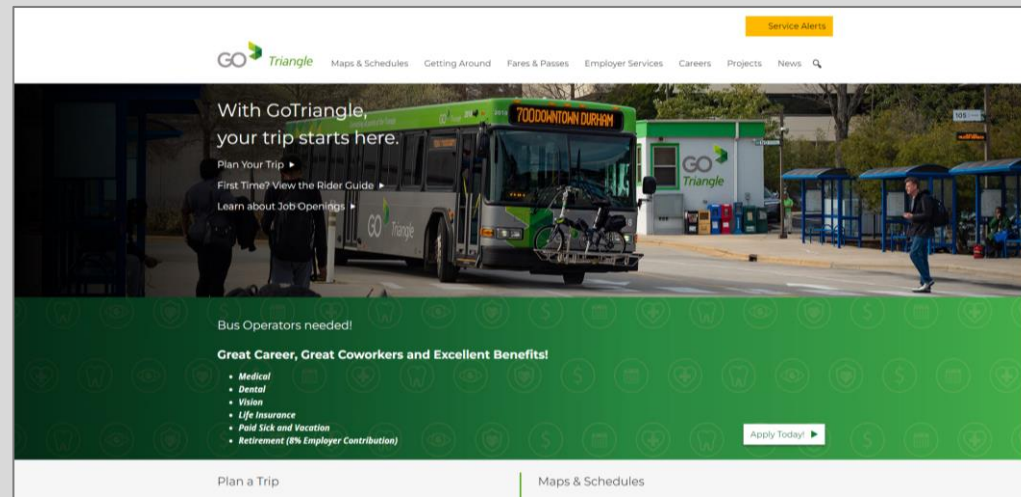 Service Alerts
GO Triangle
Maps & Schedules Getting Around Fares & Passes Employer Services Careers Projects News
With GoTriangle,
your trip starts here.
Plan Your Trip
First Time? View the Rider Guide
Learn about Job Openings
700 DOWNTOWN DURHAM
GO Triangle
GO
Triangle
105
Bus Operators needed!
Great Career, Great Coworkers and Excellent Benefits!
• Medical
• Dental
• Vision
• Life Insurance
• Paid Sick and Vacation
• Retirement (8% Employer Contribution)
Apply Today!
Plan a Trip
Maps & Schedules